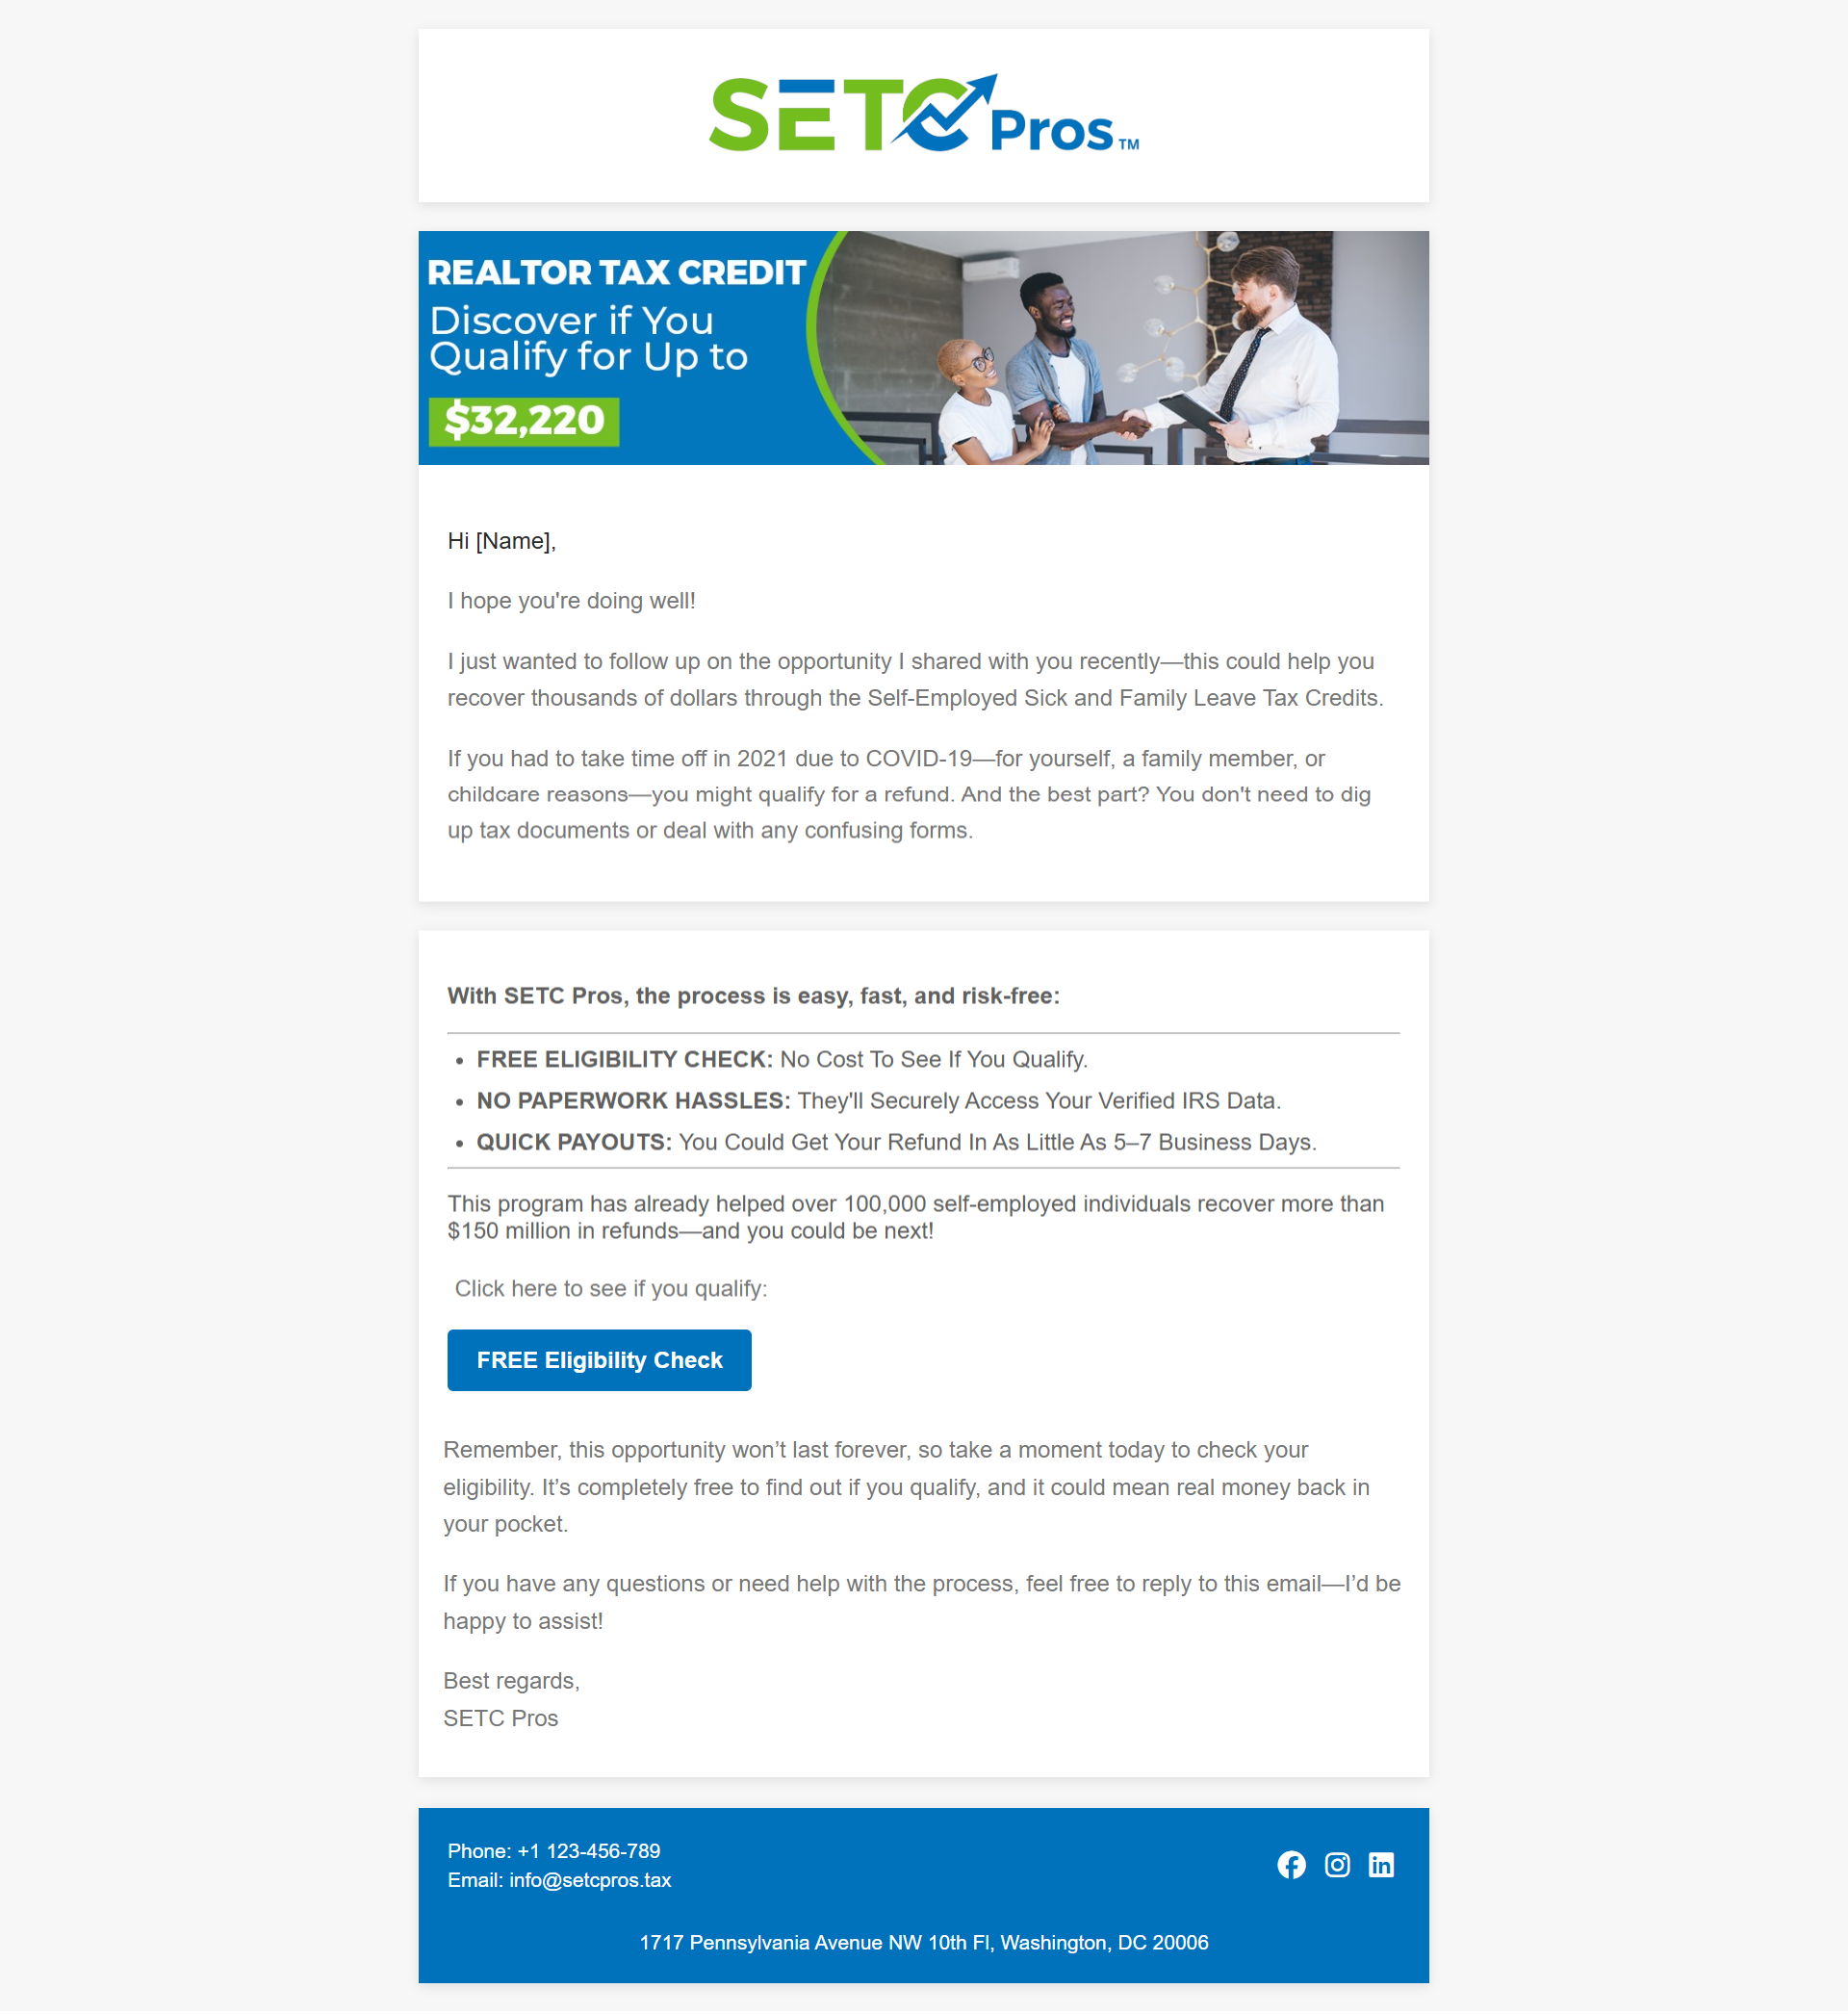 SETC Pros™
REALTOR TAX CREDIT
Discover if You
Qualify for Up to
$32,220
Hi [Name],
I hope you're doing well!
I just wanted to follow up on the opportunity I shared with you recently—this could help you
recover thousands of dollars through the Self-Employed Sick and Family Leave Tax Credits.
If you had to take time off in 2021 due to COVID-19—for yourself, a family member, or
childcare reasons—you might qualify for a refund. And the best part? You don't need to dig
up tax documents or deal with any confusing forms.
With SETC Pros, the process is easy, fast, and risk-free:
• FREE ELIGIBILITY CHECK: No Cost To See If You Qualify.
• NO PAPERWORK HASSLES: They'll Securely Access Your Verified IRS Data.
• QUICK PAYOUTS: You Could Get Your Refund In As Little As 5–7 Business Days.
This program has already helped over 100,000 self-employed individuals recover more than
$150 million in refunds—and you could be next!
Click here to see if you qualify:
FREE Eligibility Check
Remember, this opportunity won’t last forever, so take a moment today to check your
eligibility. It’s completely free to find out if you qualify, and it could mean real money back in
your pocket.
If you have any questions or need help with the process, feel free to reply to this email—I’d be
happy to assist!
Best regards,
SETC Pros
Phone: +1 123-456-789
Email: info@setcpros.tax
1717 Pennsylvania Avenue NW 10th Fl, Washington, DC 20006